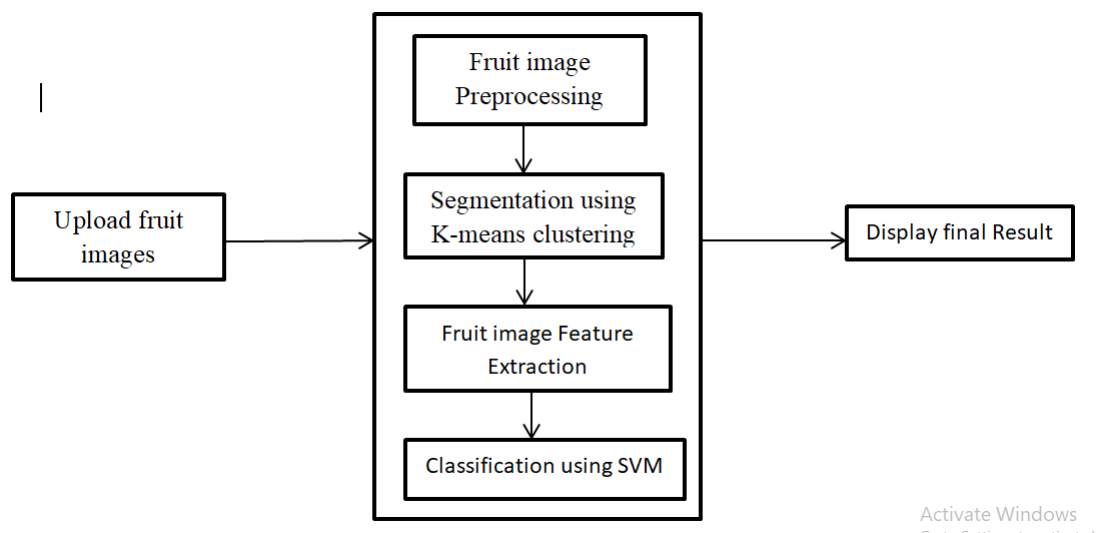 Upload fruit
images
Fruit image
Preprocessing
Segmentation using
K-means clustering
Fruit image Feature
Extraction
Classification using SVM
Display final Result
Activate Windows